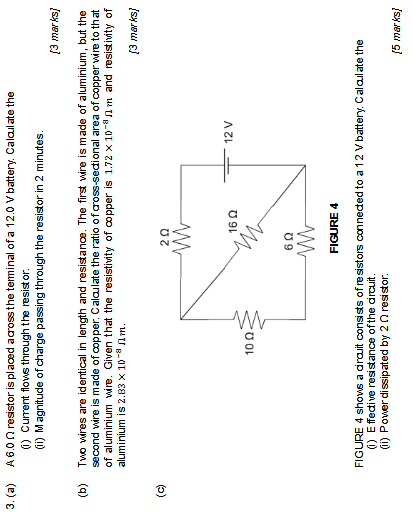 3. (a) A 6.0 Ω resistor is placed across the terminal of a 12.0 V battery. Calculate the
(i) Current flows through the resistor.
(ii) Magnitude of charge passing through the resistor in 2 minutes.
[3 marks]
(b) Two wires are identical in length and resistance. The first wire is made of aluminium, but the
second wire is made of copper. Calculate the ratio of cross-sectional area of copper wire to that
of aluminium wire. Given that the resistivity of copper is 1.72 × 10⁻⁸ Ω m and resistivity of
aluminium is 2.83 × 10⁻⁸ Ω m.
[3 marks]
(c)
2 Ω
12 V
16 Ω
10 Ω
6 Ω
FIGURE 4
FIGURE 4 shows a circuit consists of resistors connected to a 12 V battery. Calculate the
(i) Effective resistance of the circuit.
(ii) Power dissipated by 2 Ω resistor.
[5 marks]